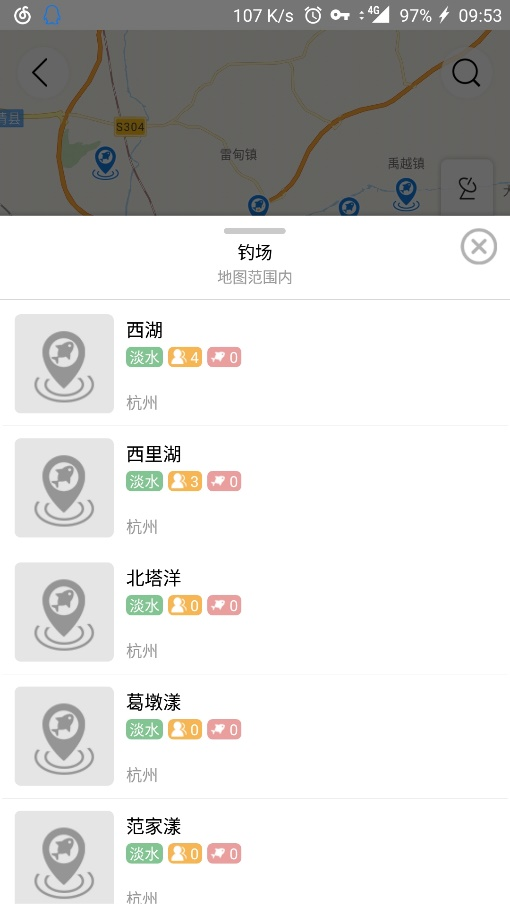 107 K/s 4G 97% 09:53
S304
雷甸镇
禹越镇
钓场
地图范围内
西湖
淡水 4 0
杭州
西里湖
淡水 3 0
杭州
北塔洋
淡水 0 0
杭州
葛墩漾
淡水 0 0
杭州
范家漾
淡水 0 0
杭州